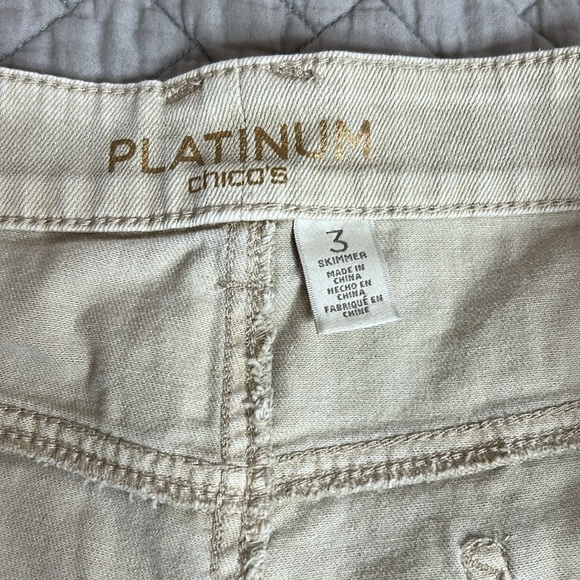 PLATINUM
chico's
3
SKIMMER
MADE IN
CHINA
HECHO EN
CHINA
FABRIQUÉ EN
CHINE